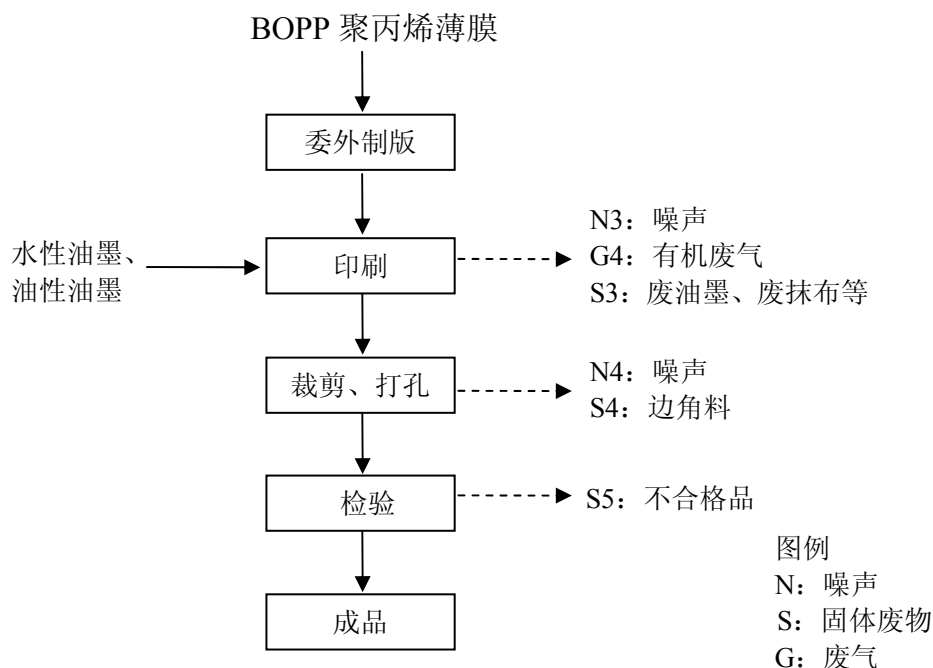 BOPP 聚丙烯薄膜
委外制版
水性油墨、
油性油墨
印刷
N3：噪声
G4：有机废气
S3：废油墨、废抹布等
裁剪、打孔
N4：噪声
S4：边角料
检验
S5：不合格品
成品
图例
N：噪声
S：固体废物
G：废气